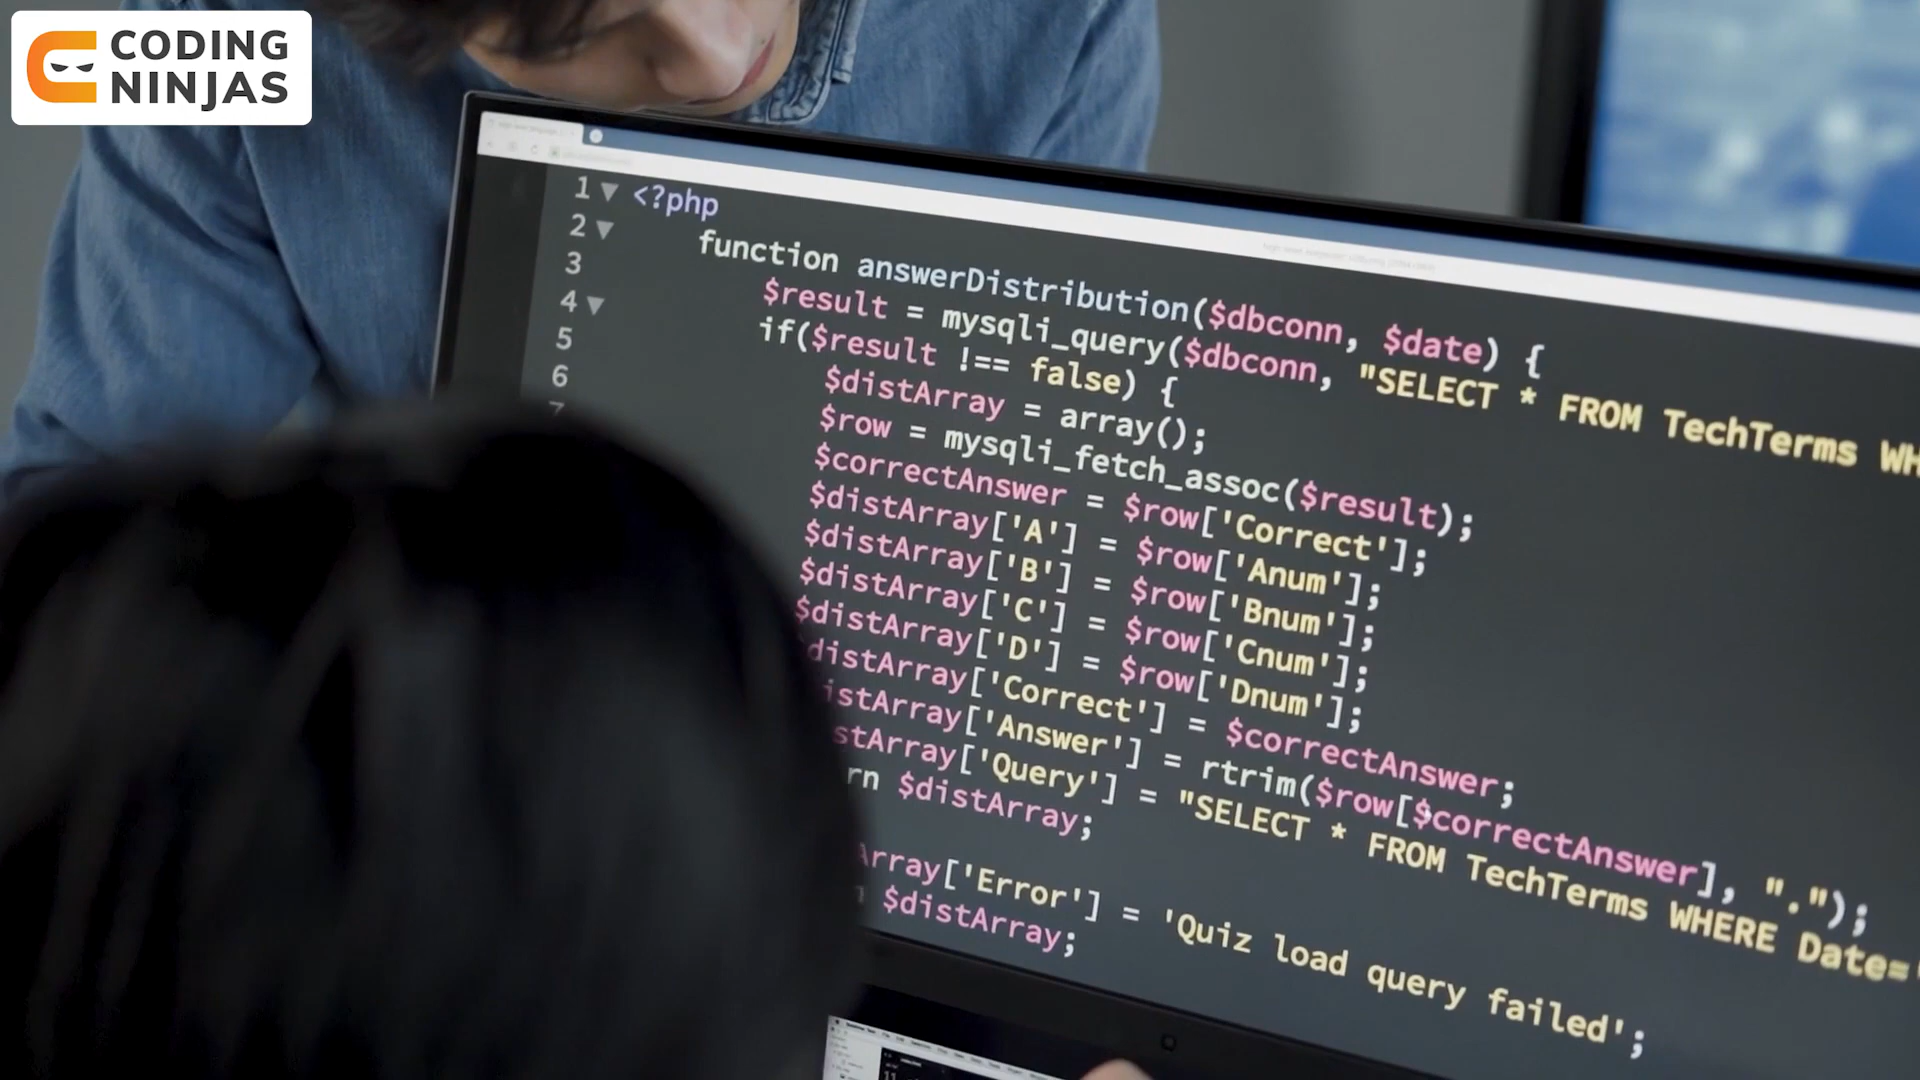 CODING
NINJAS
1 <?php
2 function answerDistribution($dbconn, $date) {
3 $result = mysqli_query($dbconn, "SELECT * FROM TechTerms
4 if($result !== false) {
5 $distArray = array();
6 $row = mysqli_fetch_assoc($result);
7 $correctAnswer = $row['Correct'];
$distArray['A'] = $row['Anum'];
$distArray['B'] = $row['Bnum'];
$distArray['C'] = $row['Cnum'];
$distArray['D'] = $row['Dnum'];
distArray['Correct'] = $correctAnswer;
istArray['Answer'] = rtrim($row[$correctAnswer], ".");
stArray['Query'] = "SELECT * FROM TechTerms WHERE Date='
rn $distArray;
Array['Error'] = 'Quiz load query failed';
$distArray;